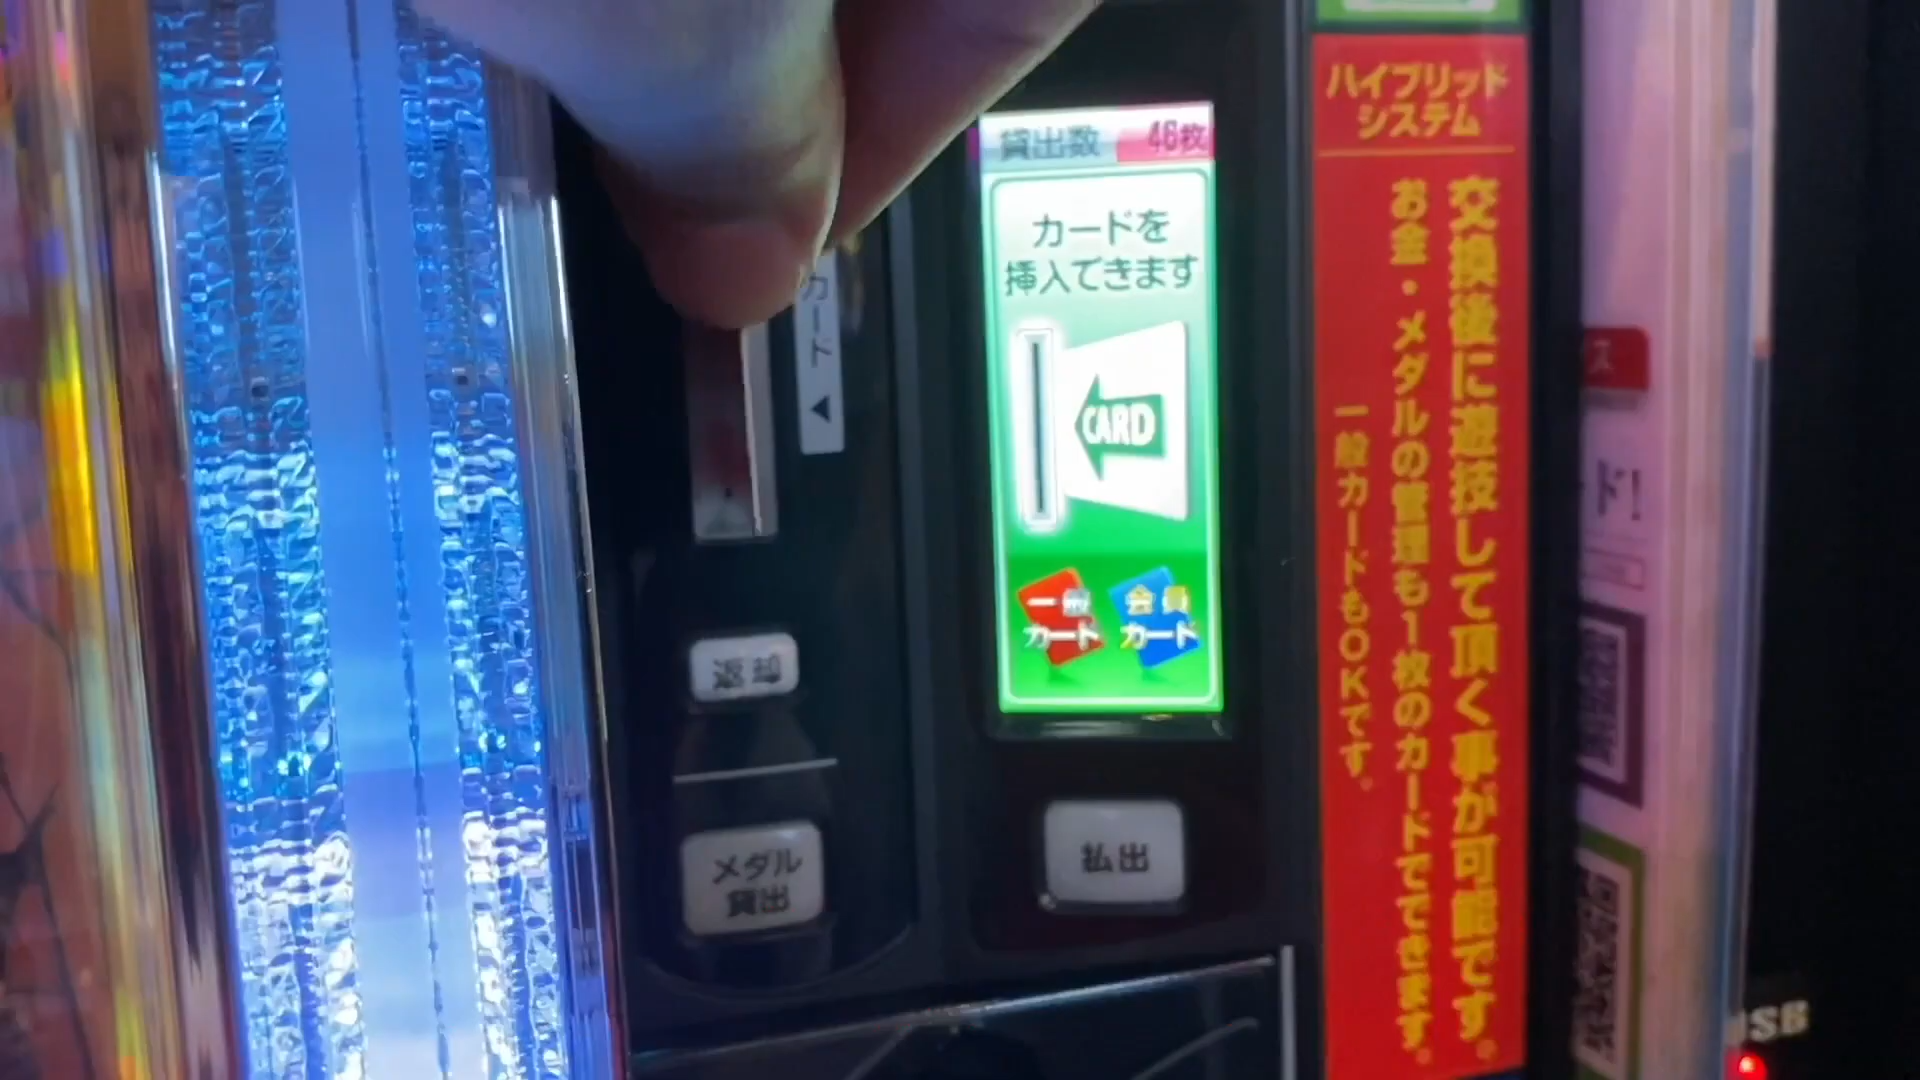 貸出数 46枚
カードを
挿入できます
CARD
一般
カード
会員
カード
カード
返却
メダル
貸出
払出
ハイブリッド
システム
交換後に遊技して頂く事が可能です。
お金・メダルの管理も1枚のカードでできます。
一般カードもOKです。
ス
ド!